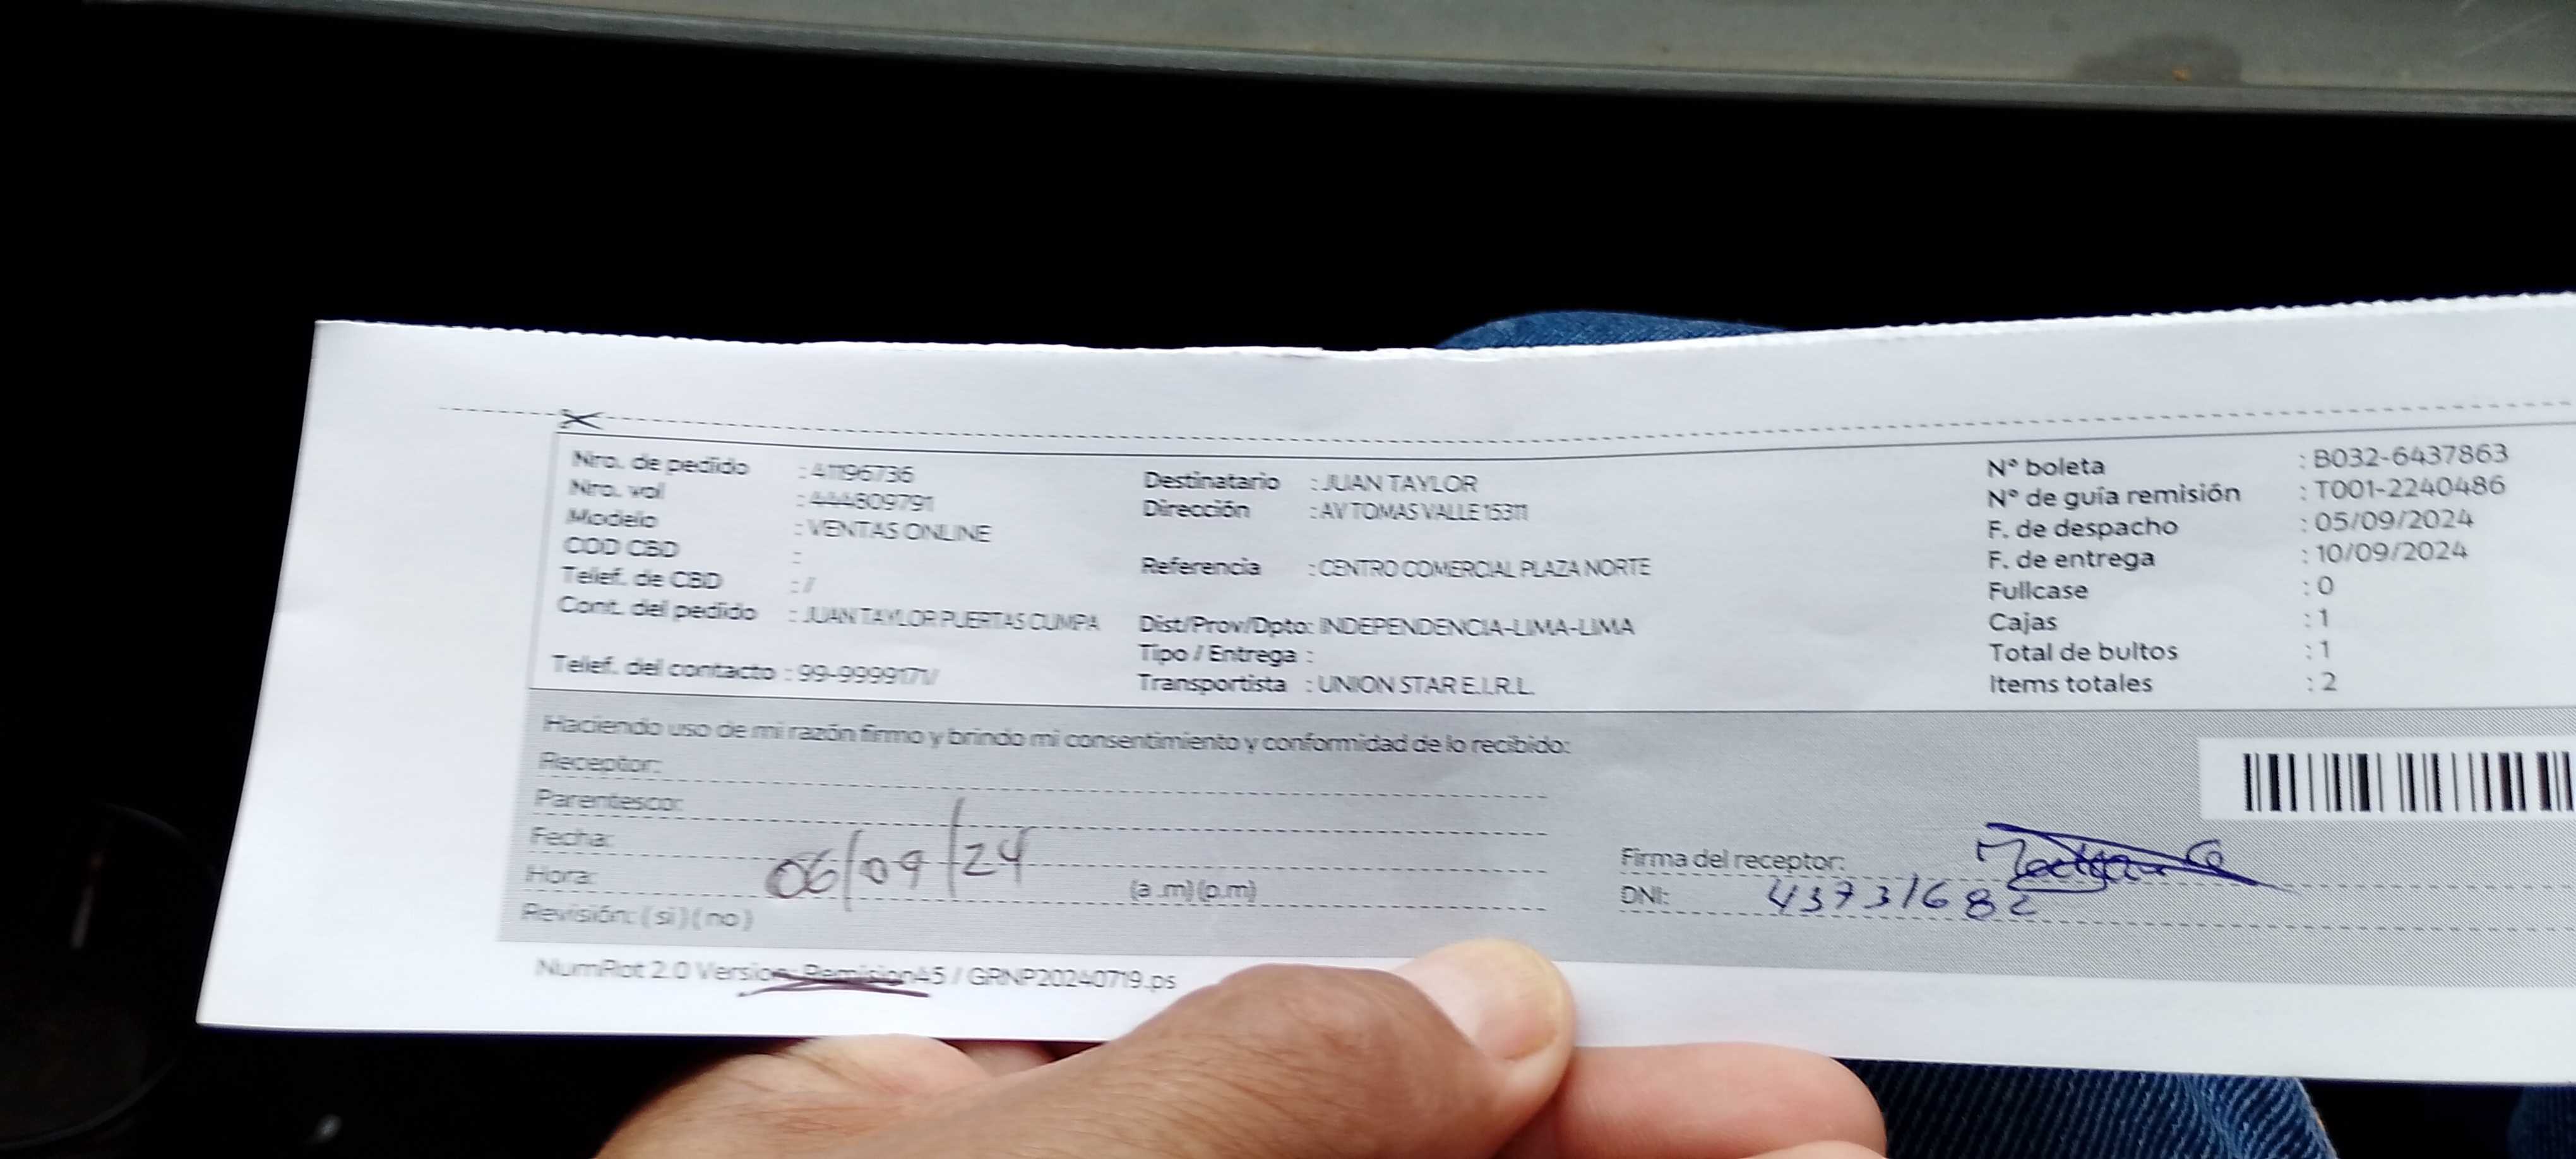 Nro. de pedido : 41196736
Nro. vol : 444809791
Modelo : VENTAS ONLINE
COD CBD :
Telef. de CBD : /
Cont. del pedido : JUAN TAYLOR PUERTAS CUMPA
Telef. del contacto : 99-9999171/
Destinatario : JUAN TAYLOR
Dirección : AV TOMAS VALLE 15311
Referencia : CENTRO COMERCIAL PLAZA NORTE
Dist/Prov/Dpto: INDEPENDENCIA-LIMA-LIMA
Tipo / Entrega :
Transportista : UNION STAR E.I.R.L.
N° boleta : B032-6437863
N° de guía remisión : T001-2240486
F. de despacho : 05/09/2024
F. de entrega : 10/09/2024
Fullcase : 0
Cajas : 1
Total de bultos : 1
Items totales : 2
Haciendo uso de mi razón firmo y brindo mi consentimiento y conformidad de lo recibido:
Receptor:
Parentesco:
Fecha: 06/09/24
Hora: (a .m) (p.m)
Revisión: ( si ) ( no )
Firma del receptor:
DNI: 43731682
NumRot 2.0 Version: Remision45 / GRNP20240719.ps